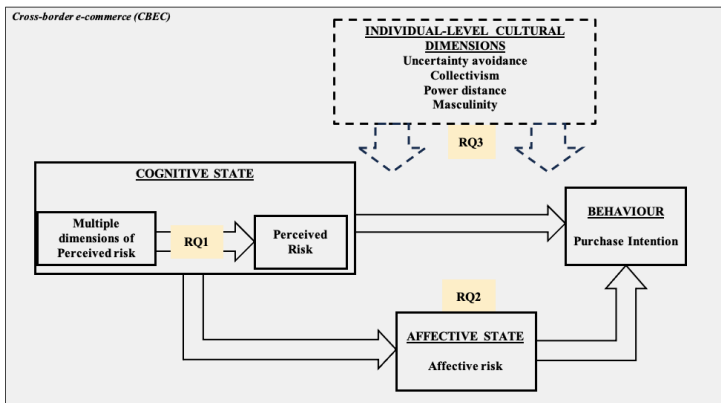 Cross-border e-commerce (CBEC)
INDIVIDUAL-LEVEL CULTURAL
DIMENSIONS
Uncertainty avoidance
Collectivism
Power distance
Masculinity
RQ3
COGNITIVE STATE
Multiple
dimensions of
Perceived risk
RQ1
Perceived
Risk
BEHAVIOUR
Purchase Intention
RQ2
AFFECTIVE STATE
Affective risk